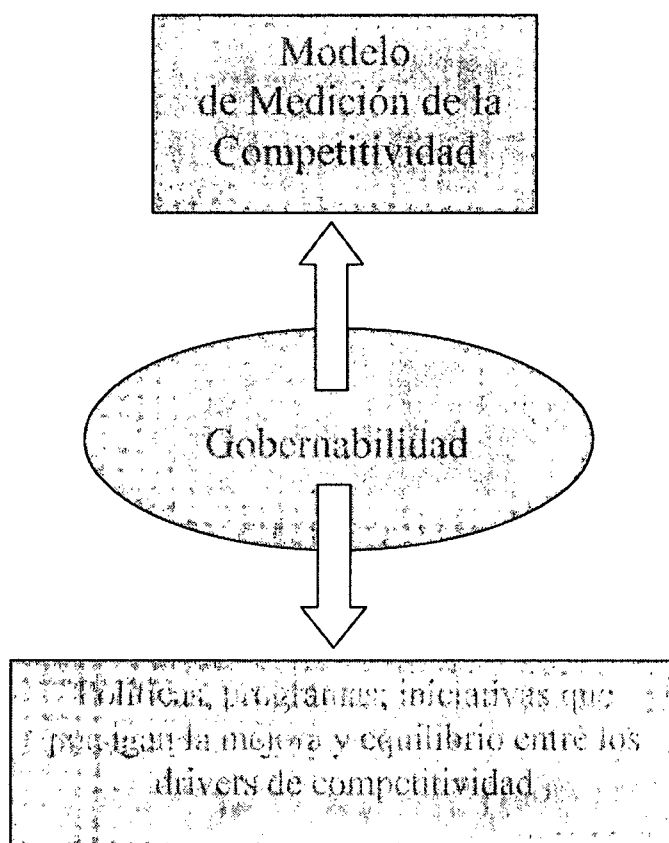 Modelo
de Medición de la
Competitividad
Gobernabilidad
Políticas, programas, iniciativas que
persigan la mejora y equilibrio entre los
drivers de competitividad